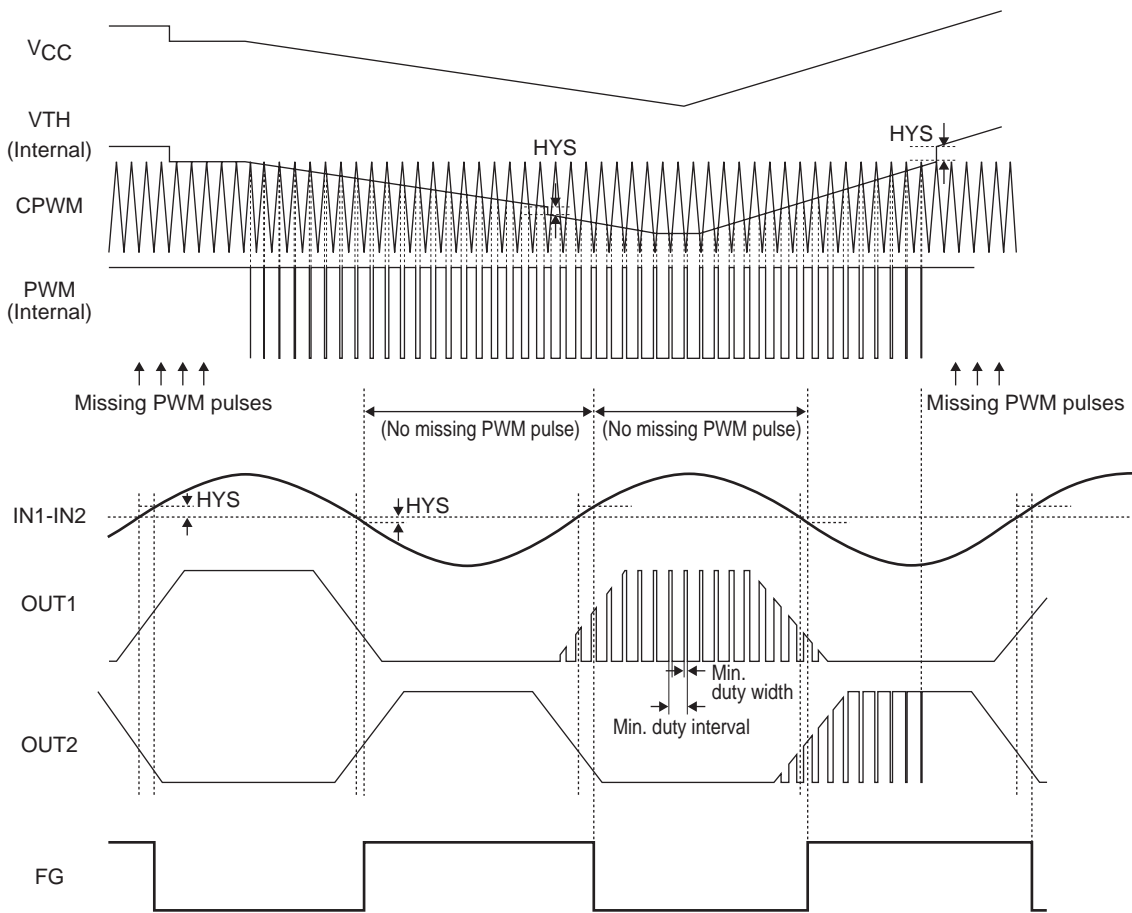 VCC
VTH
(Internal)
HYS
HYS
CPWM
PWM
(Internal)
Missing PWM pulses
Missing PWM pulses
(No missing PWM pulse)
(No missing PWM pulse)
HYS
IN1-IN2
HYS
OUT1
Min.
duty width
Min. duty interval
OUT2
FG